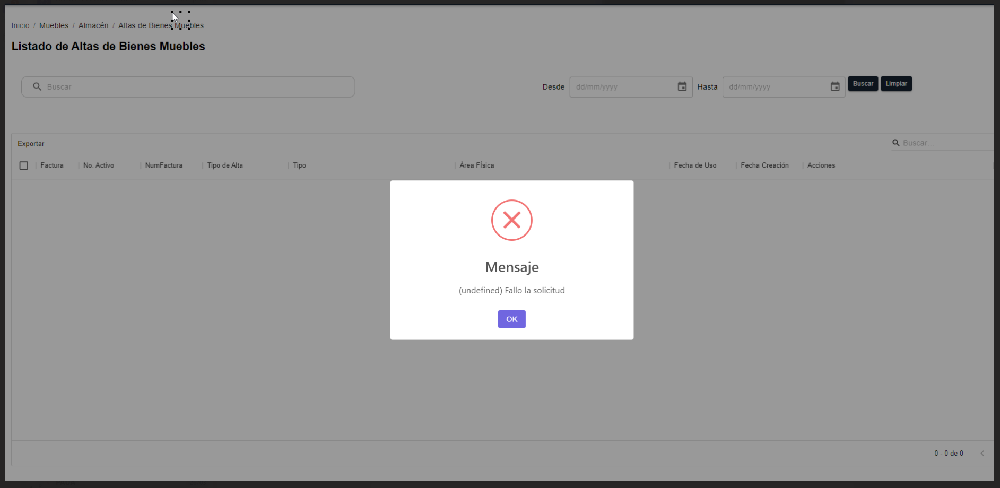 Inicio / Muebles / Almacén / Altas de Bienes Muebles
Listado de Altas de Bienes Muebles
Buscar
Desde dd/mm/yyyy Hasta dd/mm/yyyy Buscar Limpiar
Exportar
Buscar...
Factura No. Activo NumFactura Tipo de Alta Tipo Área FÍsica Fecha de Uso Fecha Creación Acciones
Mensaje
(undefined) Fallo la solicitud
OK
0 - 0 de 0